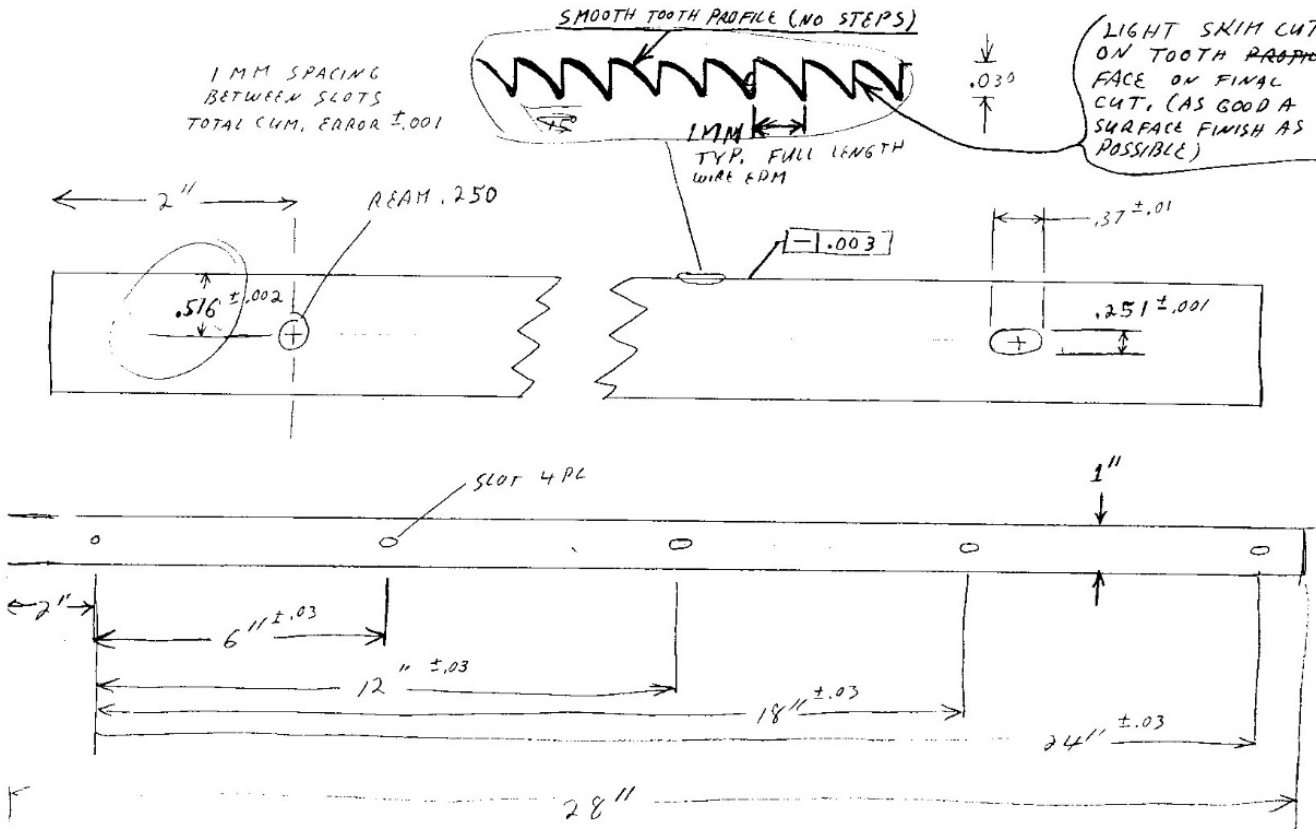 SMOOTH TOOTH PROFILE (NO STEPS)
1 MM SPACING
BETWEEN SLOTS
TOTAL CUM. ERROR ±.001
.030
(LIGHT SKIM CUT
ON TOOTH
FACE ON FINAL
CUT. (AS GOOD A
SURFACE FINISH AS
POSSIBLE)
1MM
TYP. FULL LENGTH
WIRE EDM
2"
REAM .250
.37 ±.01
— .003
.516 ±.002
.251 ±.001
SLOT 4 PL
1"
2"
6" ±.03
12" ±.03
18" ±.03
24" ±.03
28"